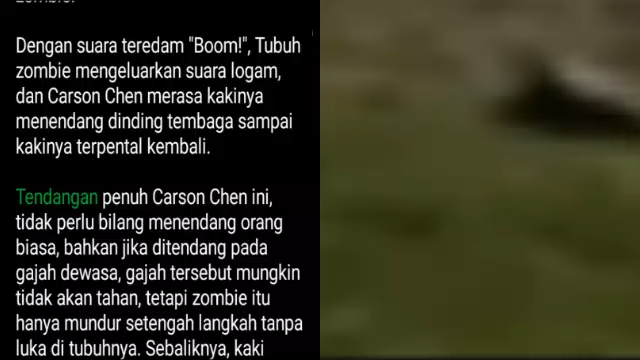 Dengan suara teredam "Boom!", Tubuh
zombie mengeluarkan suara logam,
dan Carson Chen merasa kakinya
menendang dinding tembaga sampai
kakinya terpental kembali.
Tendangan penuh Carson Chen ini,
tidak perlu bilang menendang orang
biasa, bahkan jika ditendang pada
gajah dewasa, gajah tersebut mungkin
tidak akan tahan, tetapi zombie itu
hanya mundur setengah langkah tanpa
luka di tubuhnya. Sebaliknya, kaki